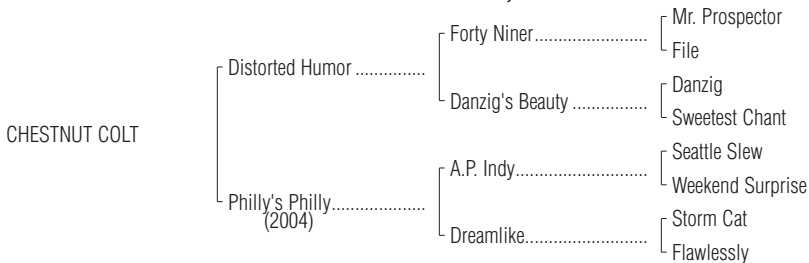 Mr. Prospector
Forty Niner........................
File
Distorted Humor ...............
Danzig
Danzig's Beauty ................
Sweetest Chant
CHESTNUT COLT
Seattle Slew
A.P. Indy............................
Weekend Surprise
Philly's Philly....................
(2004)
Storm Cat
Dreamlike..........................
Flawlessly